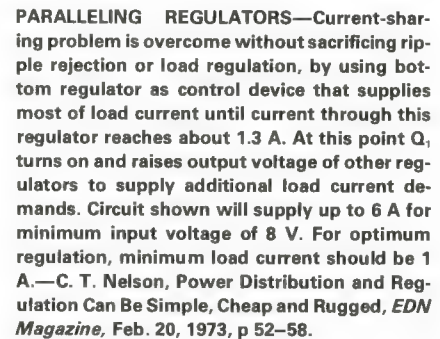 PARALLELING REGULATORS—Current-shar-
ing problem is overcome without sacrificing rip-
ple rejection or load regulation, by using bot-
tom regulator as control device that supplies
most of load current until current through this
regulator reaches about 1.3 A. At this point Q₁
turns on and raises output voltage of other reg-
ulators to supply additional load current de-
mands. Circuit shown will supply up to 6 A for
minimum input voltage of 8 V. For optimum
regulation, minimum load current should be 1
A.—C. T. Nelson, Power Distribution and Reg-
ulation Can Be Simple, Cheap and Rugged, EDN
Magazine, Feb. 20, 1973, p 52–58.